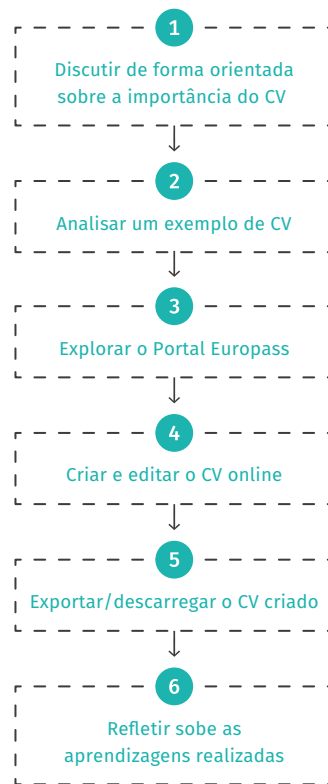 1
Discutir de forma orientada
sobre a importância do CV
2
Analisar um exemplo de CV
3
Explorar o Portal Europass
4
Criar e editar o CV online
5
Exportar/descarregar o CV criado
6
Refletir sobe as
aprendizagens realizadas